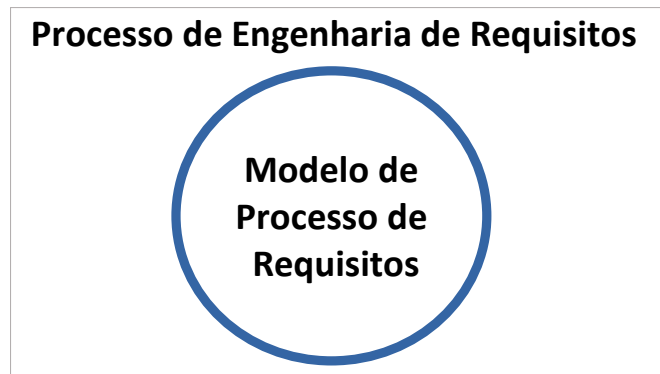 Processo de Engenharia de Requisitos
Modelo de
Processo de
Requisitos